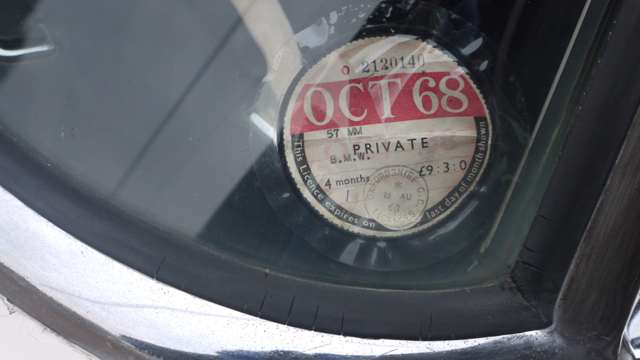 O 2120140
OCT 68
57 MM
PRIVATE
B.M.W.
4 months £9:3:0
This Licence expires on last day of month shown